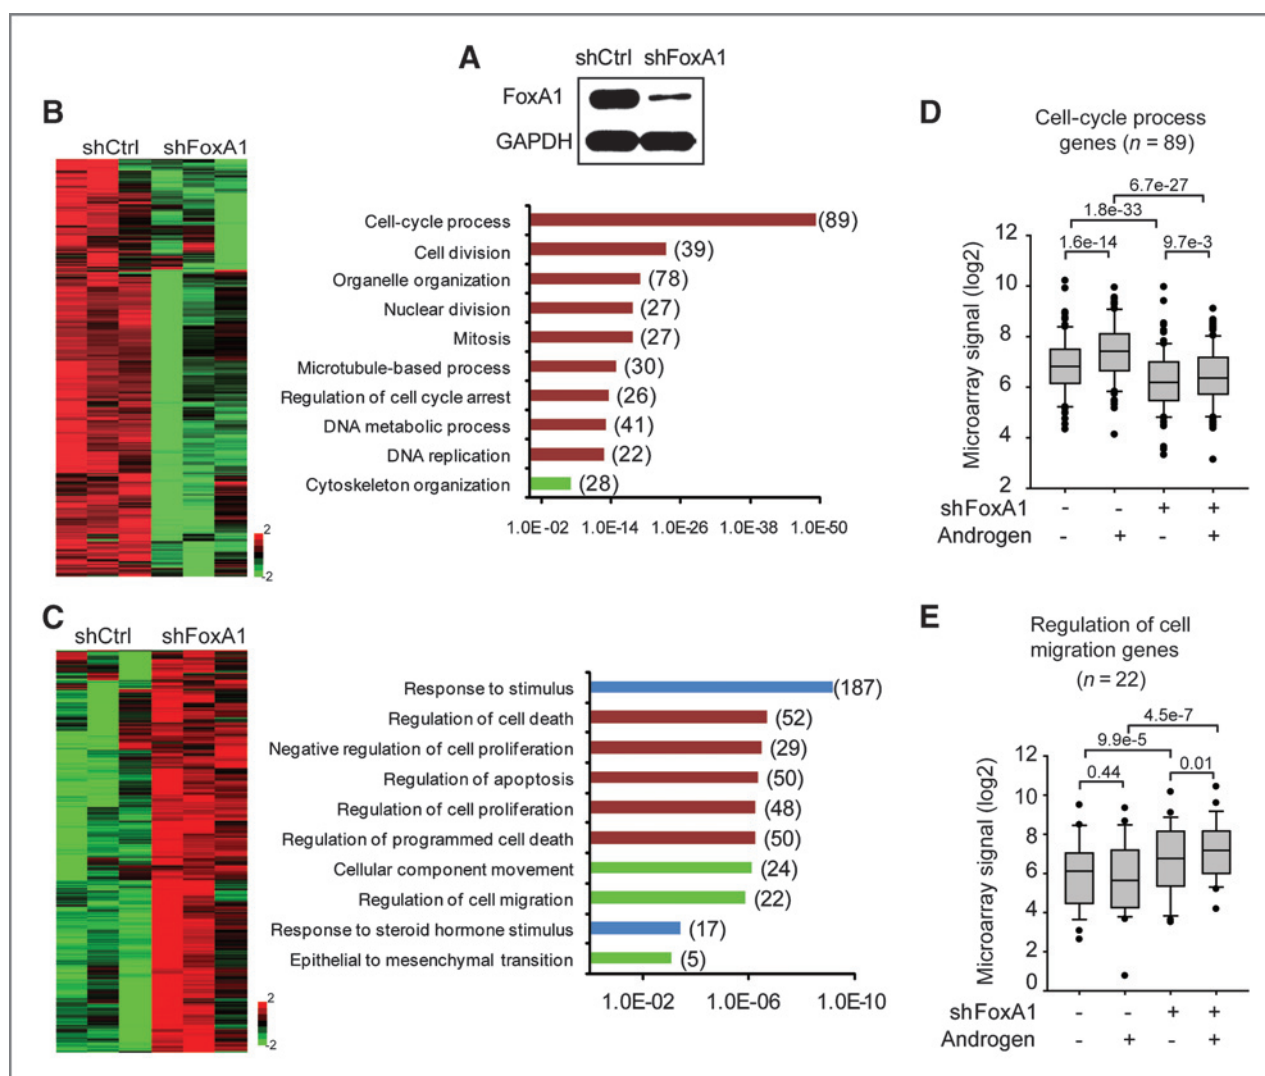 A
shCtrl shFoxA1
FoxA1
GAPDH
B
shCtrl shFoxA1
2
-2
Cell-cycle process (89)
Cell division (39)
Organelle organization (78)
Nuclear division (27)
Mitosis (27)
Microtubule-based process (30)
Regulation of cell cycle arrest (26)
DNA metabolic process (41)
DNA replication (22)
Cytoskeleton organization (28)
1.0E-02 1.0E-14 1.0E-26 1.0E-38 1.0E-50
C
shCtrl shFoxA1
2
-2
Response to stimulus (187)
Regulation of cell death (52)
Negative regulation of cell proliferation (29)
Regulation of apoptosis (50)
Regulation of cell proliferation (48)
Regulation of programmed cell death (50)
Cellular component movement (24)
Regulation of cell migration (22)
Response to steroid hormone stimulus (17)
Epithelial to mesenchymal transition (5)
1.0E-02 1.0E-06 1.0E-10
D
Cell-cycle process
genes (n = 89)
6.7e-27
1.8e-33
1.6e-14 9.7e-3
Microarray signal (log2)
12
10
8
6
4
2
shFoxA1 - - + +
Androgen - + - +
E
Regulation of cell
migration genes
(n = 22)
4.5e-7
9.9e-5
0.44 0.01
Microarray signal (log2)
12
10
8
6
4
2
0
shFoxA1 - - + +
Androgen - + - +